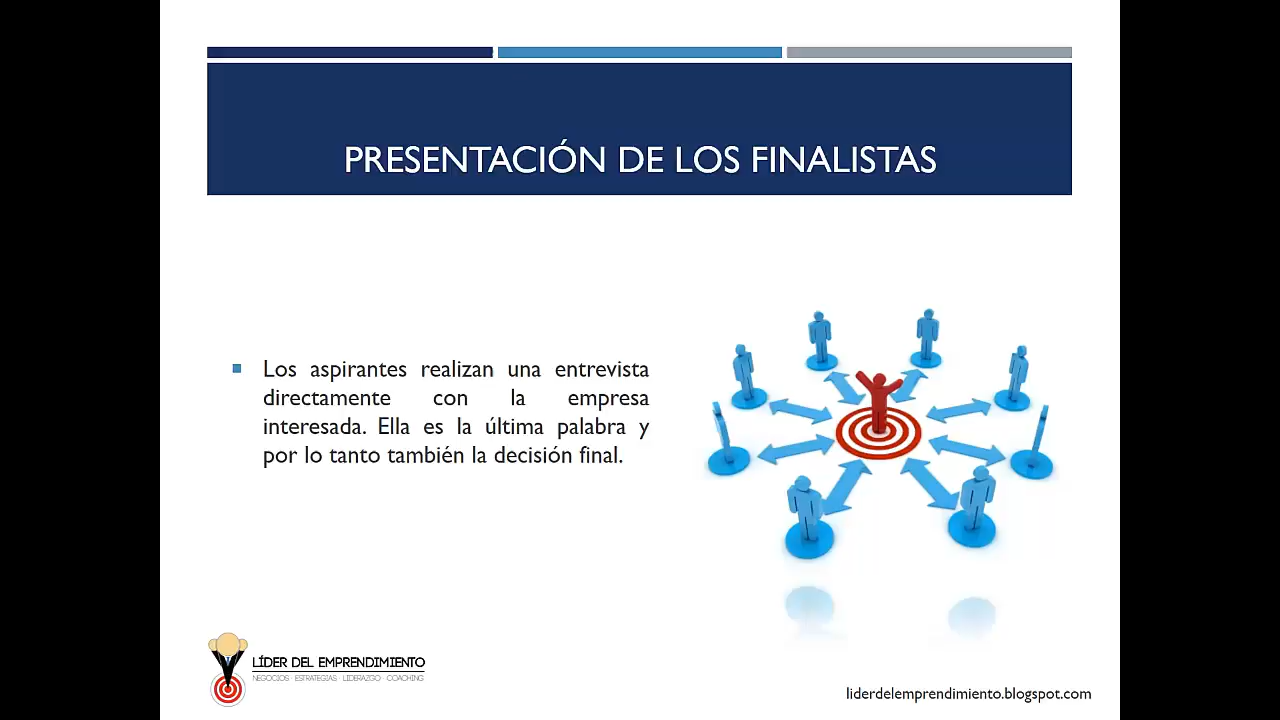 PRESENTACIÓN DE LOS FINALISTAS
Los aspirantes realizan una entrevista
directamente con la empresa
interesada. Ella es la última palabra y
por lo tanto también la decisión final.
LÍDER DEL EMPRENDIMIENTO
NEGOCIOS · ESTRATEGIAS · LIDERAZGO · COACHING
liderdelemprendimiento.blogspot.com